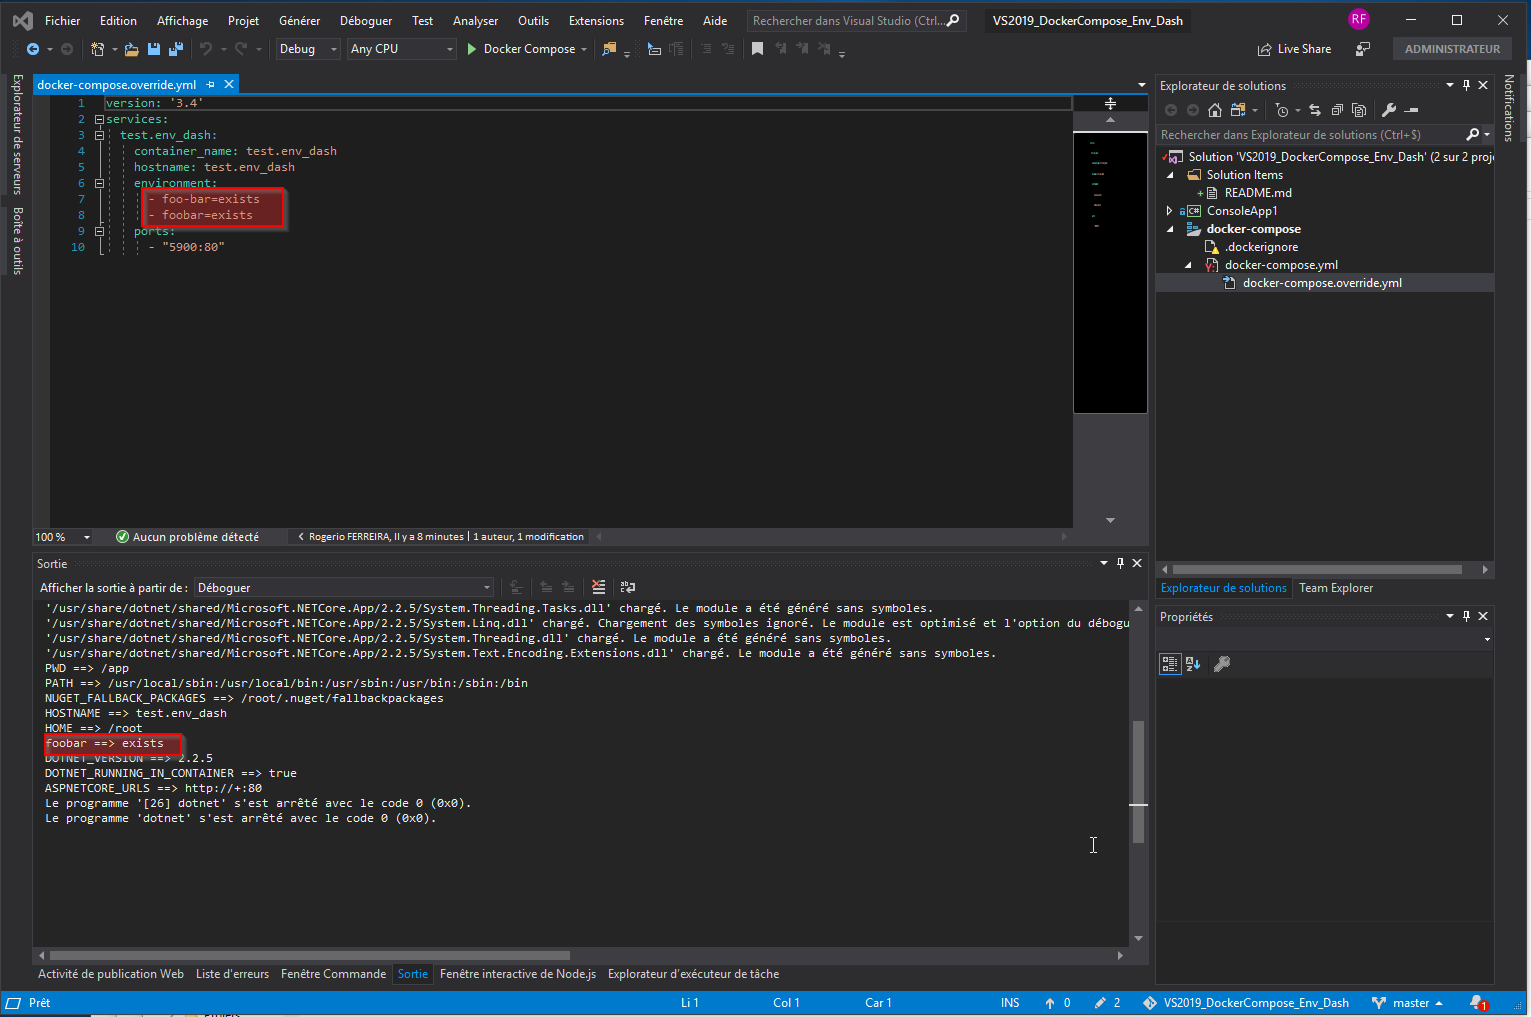 Fichier Edition Affichage Projet Générer Déboguer Test Analyser Outils Extensions Fenêtre Aide Rechercher dans Visual Studio (Ctrl... VS2019_DockerCompose_Env_Dash RF
Debug Any CPU Docker Compose Live Share ADMINISTRATEUR
Explorateur de serveurs
Boîte à outils
docker-compose.override.yml
1 version: '3.4'
2 services:
3 test.env_dash:
4 container_name: test.env_dash
5 hostname: test.env_dash
6 environment:
7 - foo-bar=exists
8 - foobar=exists
9 ports:
10 - "5900:80"
100 % Aucun problème détecté Rogerio FERREIRA, Il y a 8 minutes | 1 auteur, 1 modification
Sortie
Afficher la sortie à partir de : Déboguer
'/usr/share/dotnet/shared/Microsoft.NETCore.App/2.2.5/System.Threading.Tasks.dll' chargé. Le module a été généré sans symboles.
'/usr/share/dotnet/shared/Microsoft.NETCore.App/2.2.5/System.Linq.dll' chargé. Chargement des symboles ignoré. Le module est optimisé et l'option du débogu
'/usr/share/dotnet/shared/Microsoft.NETCore.App/2.2.5/System.Threading.dll' chargé. Le module a été généré sans symboles.
'/usr/share/dotnet/shared/Microsoft.NETCore.App/2.2.5/System.Text.Encoding.Extensions.dll' chargé. Le module a été généré sans symboles.
PWD ==> /app
PATH ==> /usr/local/sbin:/usr/local/bin:/usr/sbin:/usr/bin:/sbin:/bin
NUGET_FALLBACK_PACKAGES ==> /root/.nuget/fallbackpackages
HOSTNAME ==> test.env_dash
HOME ==> /root
foobar ==> exists
DOTNET_VERSION ==> 2.2.5
DOTNET_RUNNING_IN_CONTAINER ==> true
ASPNETCORE_URLS ==> http://+:80
Le programme '[26] dotnet' s'est arrêté avec le code 0 (0x0).
Le programme 'dotnet' s'est arrêté avec le code 0 (0x0).
Activité de publication Web Liste d'erreurs Fenêtre Commande Sortie Fenêtre interactive de Node.js Explorateur d'exécuteur de tâche
Explorateur de solutions
Rechercher dans Explorateur de solutions (Ctrl+$)
Solution 'VS2019_DockerCompose_Env_Dash' (2 sur 2 proj
Solution Items
README.md
C# ConsoleApp1
docker-compose
.dockerignore
docker-compose.yml
docker-compose.override.yml
Explorateur de solutions Team Explorer
Propriétés
Notifications
Prêt Li 1 Col 1 Car 1 INS 0 2 VS2019_DockerCompose_Env_Dash master 1